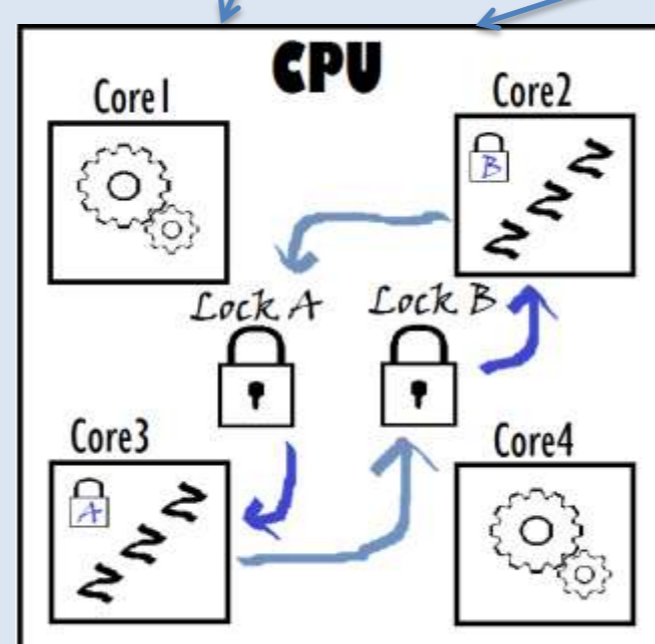 CPU
Core1
Core2
B
Z Z Z
Lock A
Lock B
Core3
Core4
A
Z Z Z